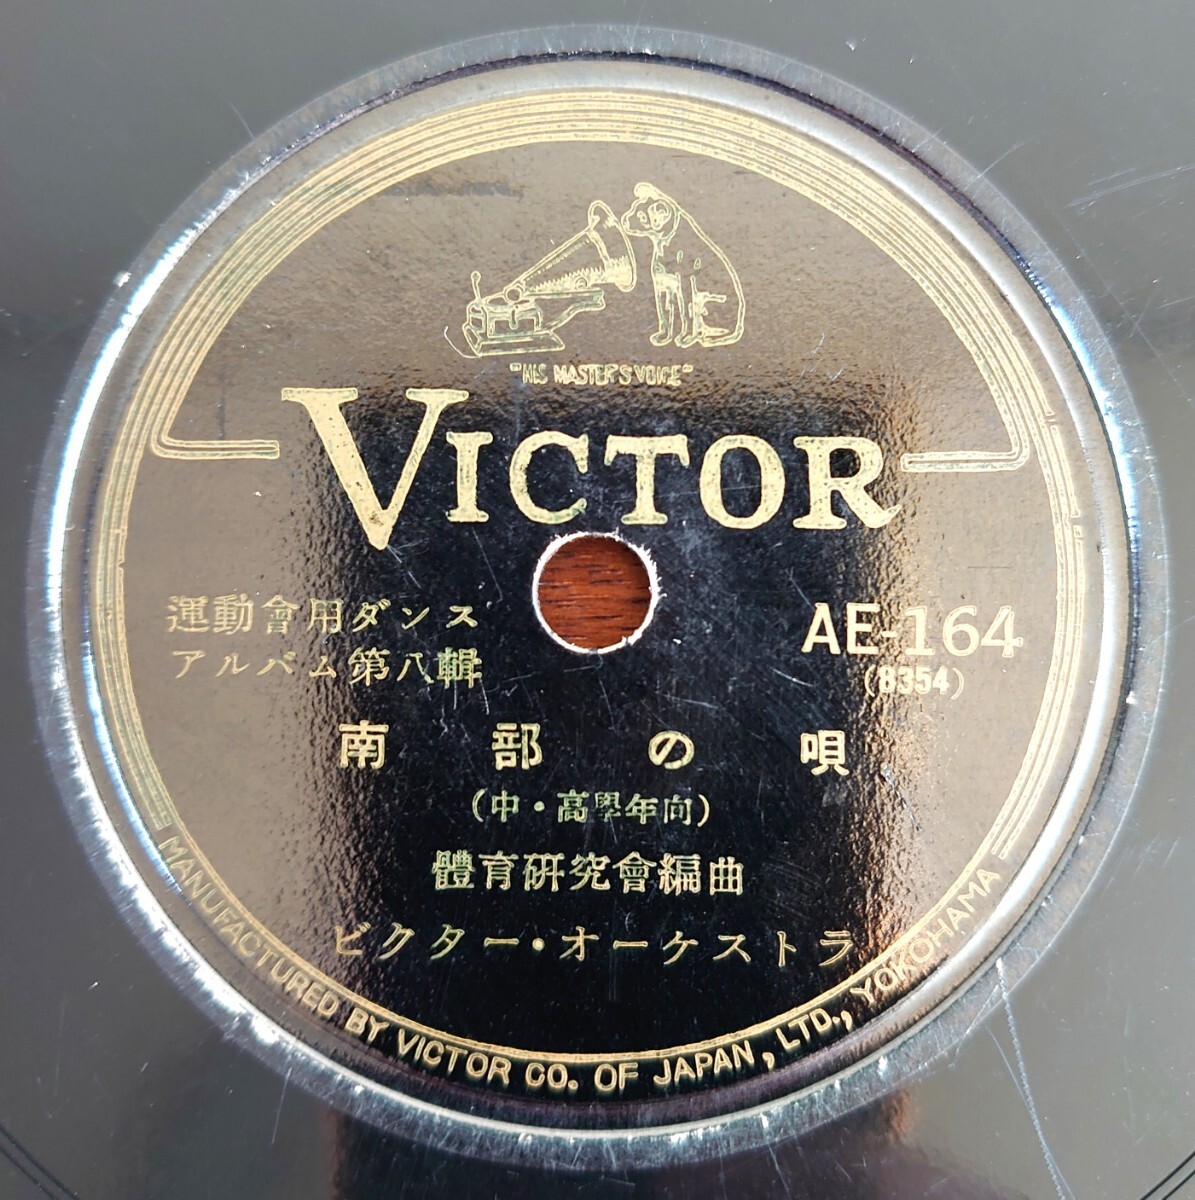 "HIS MASTER'S VOICE"
VICTOR
運動會用ダンス
アルバム第八輯
AE-164
(8354)
南部の唄
(中・高學年向)
體育研究會編曲
ビクター・オーケストラ
MANUFACTURED BY VICTOR CO. OF JAPAN, LTD., YOKOHAMA